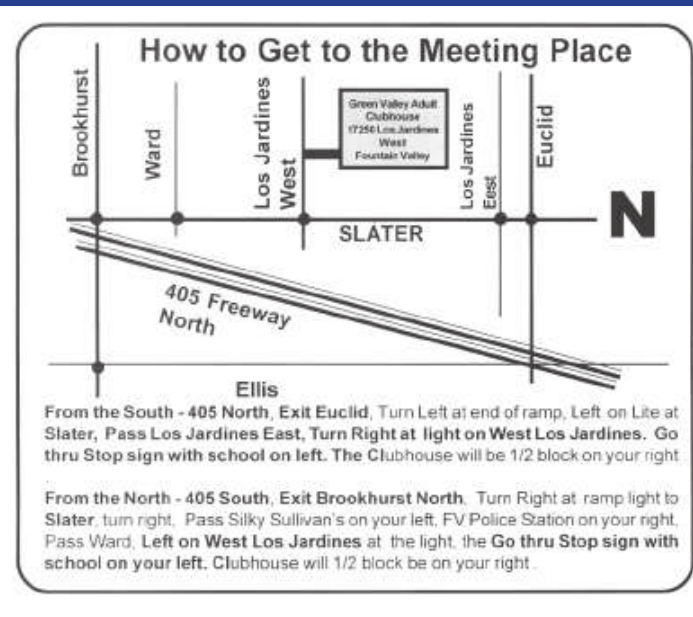 How to Get to the Meeting Place
Brookhurst
Ward
Los Jardines
West
Green Valley Adult
Clubhouse
17250 Los Jardines
West
Fountain Valley
Los Jardines
Eest
Euclid
N
SLATER
405 Freeway
North
Ellis
From the South - 405 North, Exit Euclid, Turn Left at end of ramp, Left on Lite at
Slater, Pass Los Jardines East, Turn Right at light on West Los Jardines. Go
thru Stop sign with school on left. The Clubhouse will be 1/2 block on your right
From the North - 405 South, Exit Brookhurst North, Turn Right at ramp light to
Slater, turn right, Pass Silky Sullivan's on your left, FV Police Station on your right,
Pass Ward, Left on West Los Jardines at the light, the Go thru Stop sign with
school on your left. Clubhouse will 1/2 block be on your right.